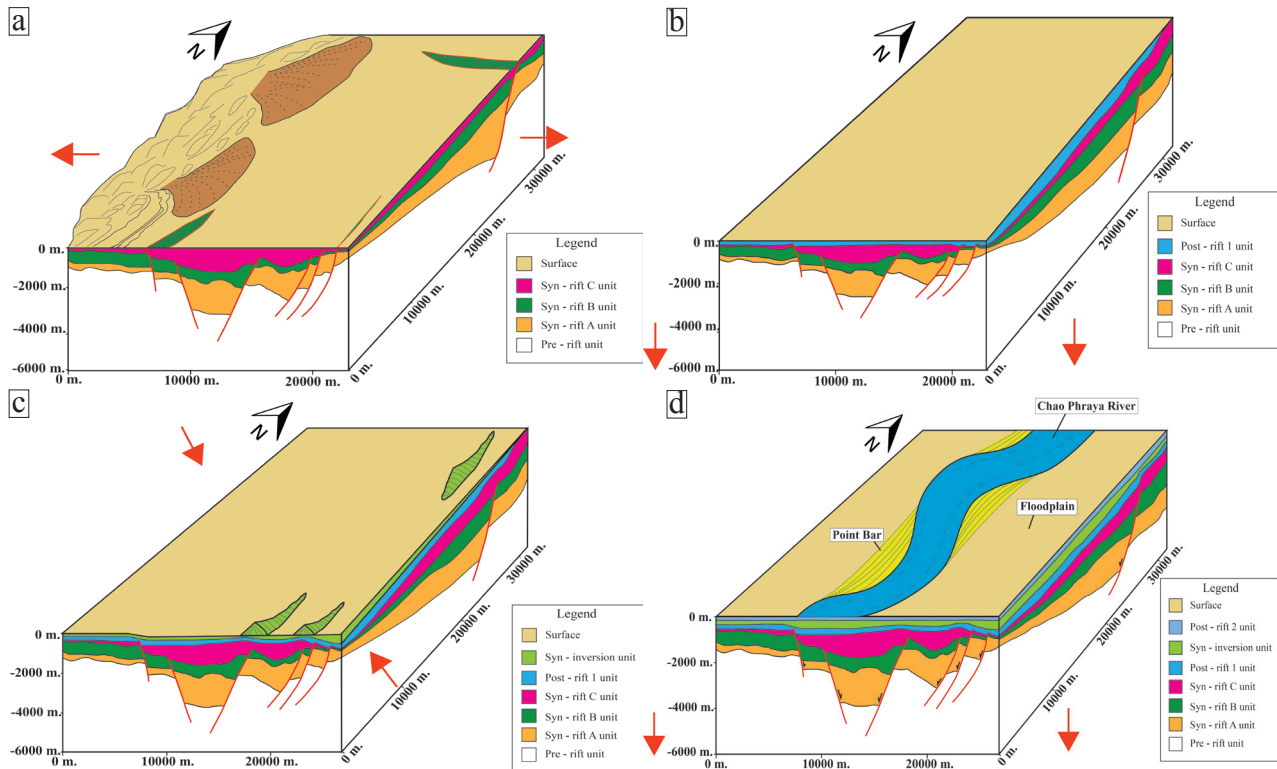 a
N
0 m.
-2000 m.
-4000 m.
-6000 m.
0 m.
10000 m.
20000 m.
0 m.
10000 m.
20000 m.
30000 m.
Legend
Surface
Syn - rift C unit
Syn - rift B unit
Syn - rift A unit
Pre - rift unit
b
N
0 m.
-2000 m.
-4000 m.
-6000 m.
0 m.
10000 m.
20000 m.
0 m.
10000 m.
20000 m.
30000 m.
Legend
Surface
Post - rift 1 unit
Syn - rift C unit
Syn - rift B unit
Syn - rift A unit
Pre - rift unit
c
N
0 m.
-2000 m.
-4000 m.
-6000 m.
0 m.
10000 m.
20000 m.
0 m.
10000 m.
20000 m.
30000 m.
Legend
Surface
Syn - inversion unit
Post - rift 1 unit
Syn - rift C unit
Syn - rift B unit
Syn - rift A unit
Pre - rift unit
d
N
Chao Phraya River
Floodplain
Point Bar
0 m.
-2000 m.
-4000 m.
-6000 m.
0 m.
10000 m.
20000 m.
0 m.
10000 m.
20000 m.
30000 m.
Legend
Surface
Post - rift 2 unit
Syn - inversion unit
Post - rift 1 unit
Syn - rift C unit
Syn - rift B unit
Syn - rift A unit
Pre - rift unit